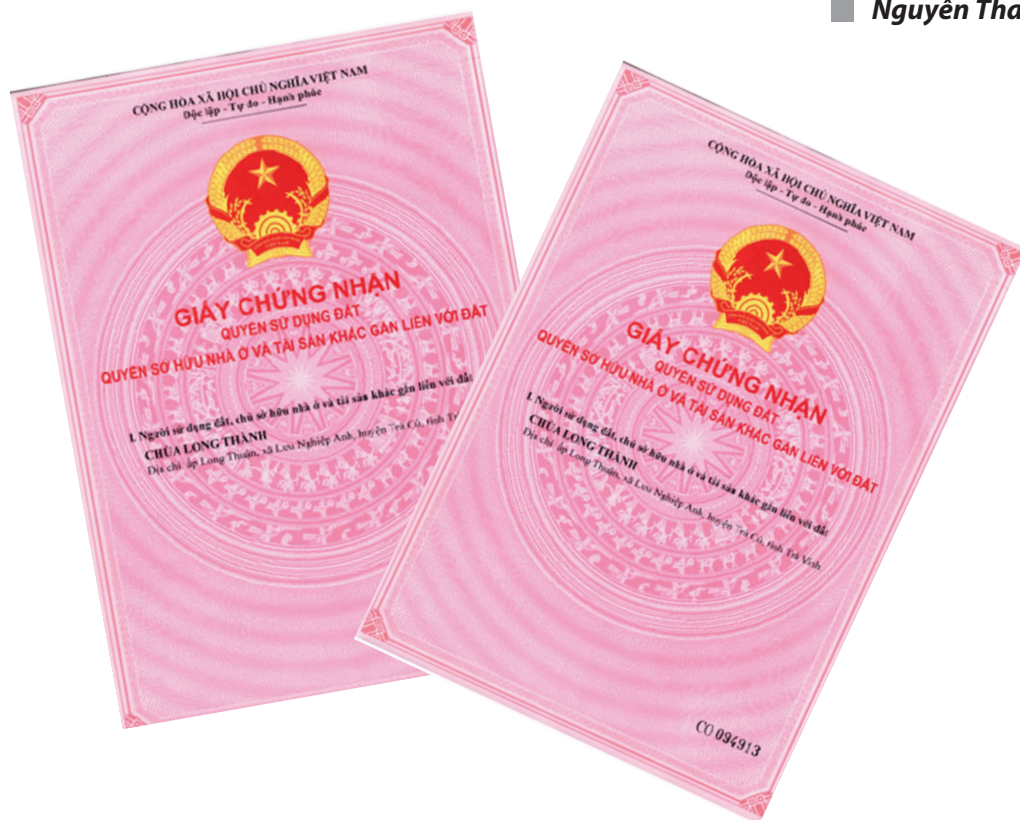 Nguyên Tha
CỘNG HÒA XÃ HỘI CHỦ NGHĨA VIỆT NAM
Độc lập - Tự do - Hạnh phúc
GIẤY CHỨNG NHẬN
QUYỀN SỬ DỤNG ĐẤT
QUYỀN SỞ HỮU NHÀ Ở VÀ TÀI SẢN KHÁC GẮN LIỀN VỚI ĐẤT
I. Người sử dụng đất, chủ sở hữu nhà ở và tài sản khác gắn liền với đất
CHÙA LONG THÀNH
Địa chỉ: ấp Long Thuận, xã Lưu Nghiệp Anh, huyện Trà Cú, tỉnh
CỘNG HÒA XÃ HỘI CHỦ NGHĨA VIỆT NAM
Độc lập - Tự do - Hạnh phúc
GIẤY CHỨNG NHẬN
QUYỀN SỬ DỤNG ĐẤT
QUYỀN SỞ HỮU NHÀ Ở VÀ TÀI SẢN KHÁC GẮN LIỀN VỚI ĐẤT
I. Người sử dụng đất, chủ sở hữu nhà ở và tài sản khác gắn liền với đất
CHÙA LONG THÀNH
Địa chỉ: ấp Long Thuận, xã Lưu Nghiệp Anh, huyện Trà Cú, tỉnh Trà Vinh
CO 094913